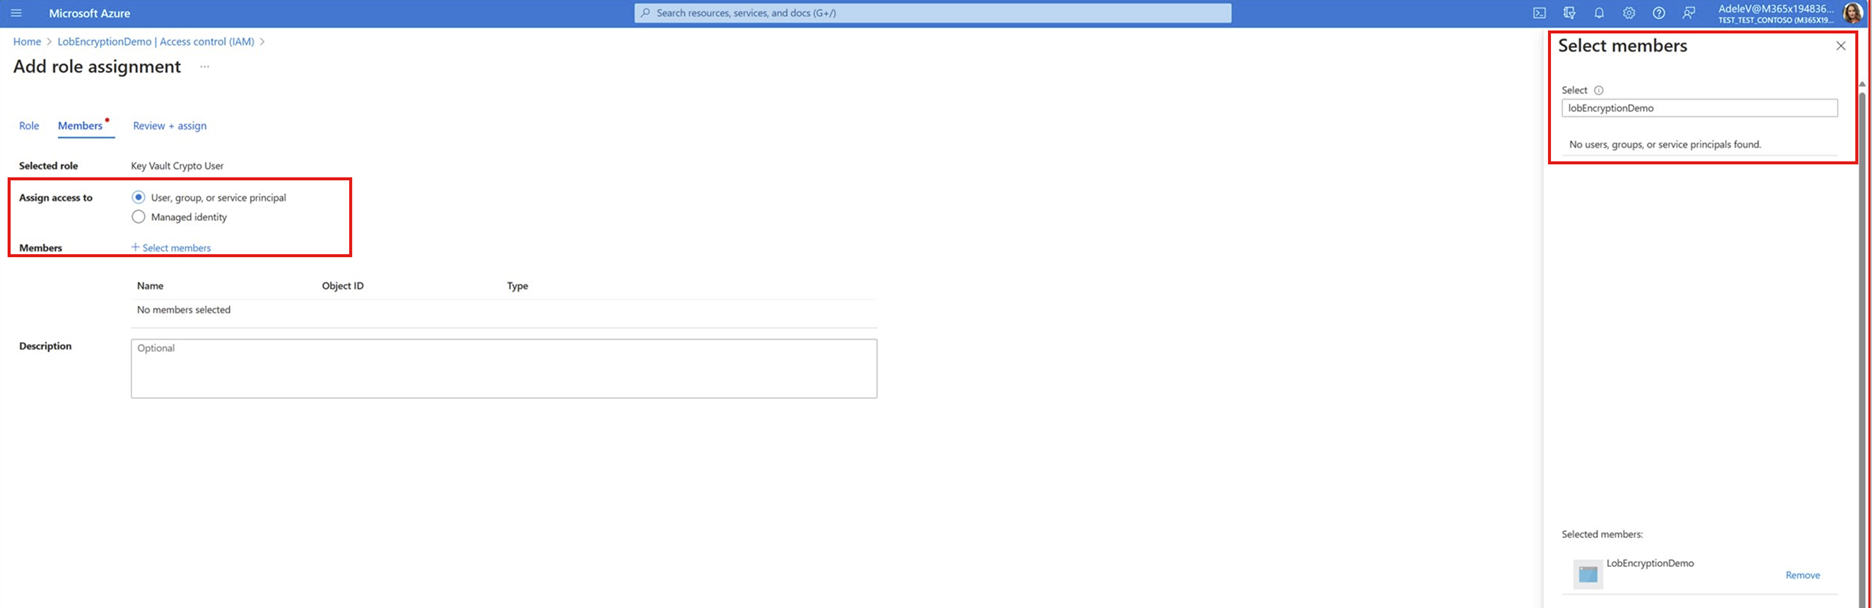 Microsoft Azure
Search resources, services, and docs (G+/)
AdeleV@M365x194836...
TEST_TEST_CONTOSO (M365X19...
Home > LobEncryptionDemo | Access control (IAM) >
Add role assignment ...
Role Members Review + assign
Selected role Key Vault Crypto User
Assign access to User, group, or service principal
Managed identity
Members + Select members
Name Object ID Type
No members selected
Description Optional
Select members
Select
lobEncryptionDemo
No users, groups, or service principals found.
Selected members:
LobEncryptionDemo
Remove